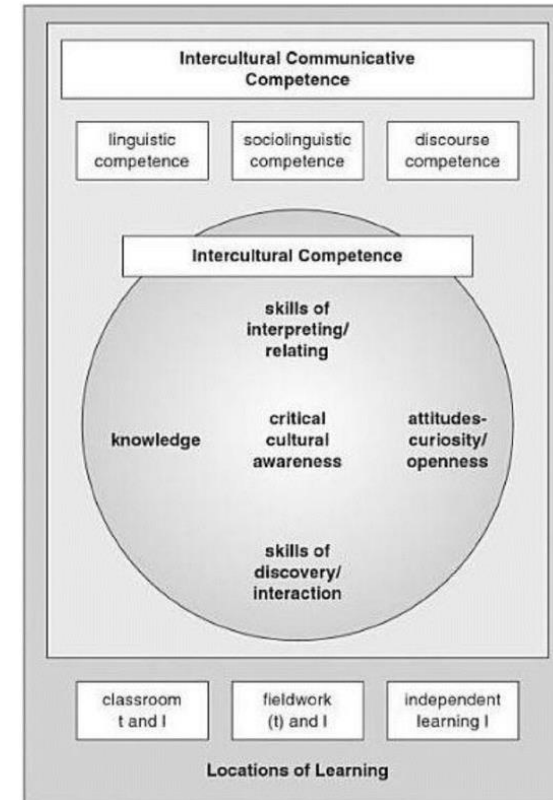 Intercultural Communicative
Competence
linguistic
competence
sociolinguistic
competence
discourse
competence
Intercultural Competence
skills of
interpreting/
relating
knowledge
critical
cultural
awareness
attitudes-
curiosity/
openness
skills of
discovery/
interaction
classroom
t and l
fieldwork
(t) and l
independent
learning l
Locations of Learning